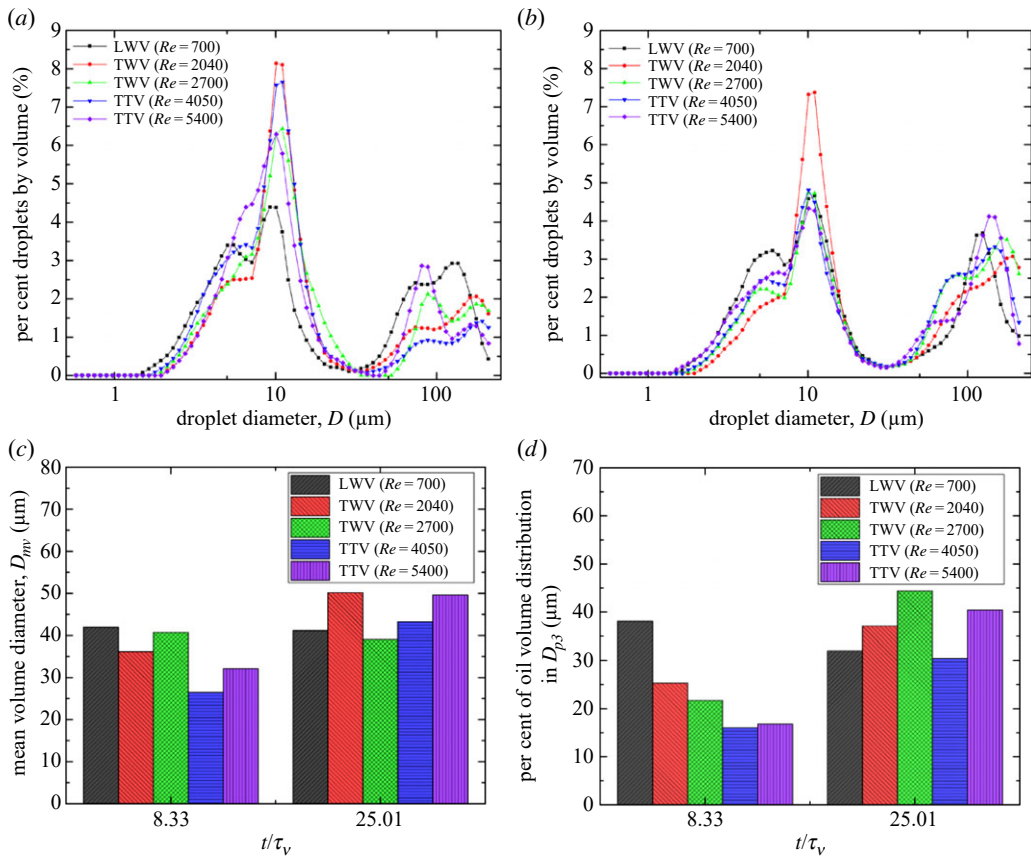 (a)
9
8
7
6
5
4
3
2
1
0
per cent droplets by volume (%)
LWV (Re = 700)
TWV (Re = 2040)
TWV (Re = 2700)
TTV (Re = 4050)
TTV (Re = 5400)
1
10
100
droplet diameter, D (µm)
(b)
9
8
7
6
5
4
3
2
1
0
per cent droplets by volume (%)
LWV (Re = 700)
TWV (Re = 2040)
TWV (Re = 2700)
TTV (Re = 4050)
TTV (Re = 5400)
1
10
100
droplet diameter, D (µm)
(c)
80
70
60
50
40
30
20
10
0
mean volume diameter, Dmv (µm)
LWV (Re = 700)
TWV (Re = 2040)
TWV (Re = 2700)
TTV (Re = 4050)
TTV (Re = 5400)
8.33
25.01
t/τν
(d)
70
60
50
40
30
20
10
0
per cent of oil volume distribution
in Dp3 (µm)
LWV (Re = 700)
TWV (Re = 2040)
TWV (Re = 2700)
TTV (Re = 4050)
TTV (Re = 5400)
8.33
25.01
t/τν